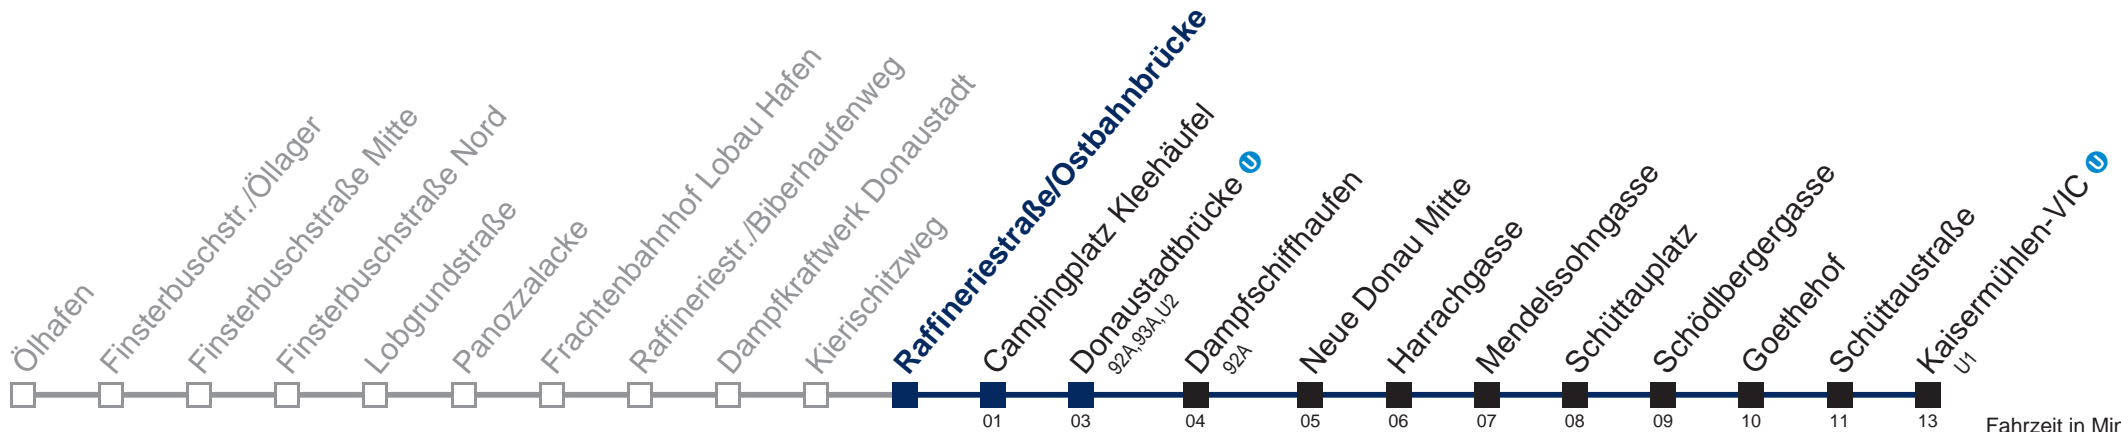 Ölhafen
Finsterbuschstr./Öllager
Finsterbuschstraße Mitte
Finsterbuschstraße Nord
Lobgrundstraße
Panozzalacke
Frachtenbahnhof Lobau Hafen
Raffineriestr./Biberhaufenweg
Dampfkraftwerk Donaustadt
Kierischitzweg
Raffineriestraße/Ostbahnbrücke
Campingplatz Kleehäufel
Donaustadtbrücke U
92A,93A,U2
Dampfschiffhaufen
92A
Neue Donau Mitte
Harrachgasse
Mendelssohngasse
Schüttauplatz
Schödlbergergasse
Goethehof
Schüttaustraße
Kaisermühlen-VIC U
U1
01 03 04 05 06 07 08 09 10 11 13 Fahrzeit in Min